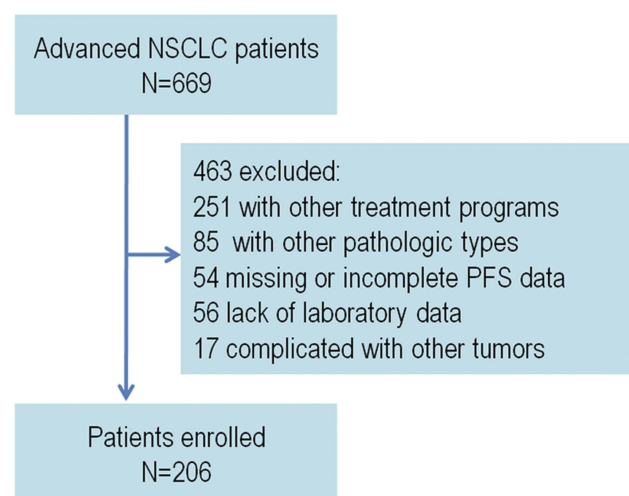 Advanced NSCLC patients
N=669
463 excluded:
251 with other treatment programs
85 with other pathologic types
54 missing or incomplete PFS data
56 lack of laboratory data
17 complicated with other tumors
Patients enrolled
N=206